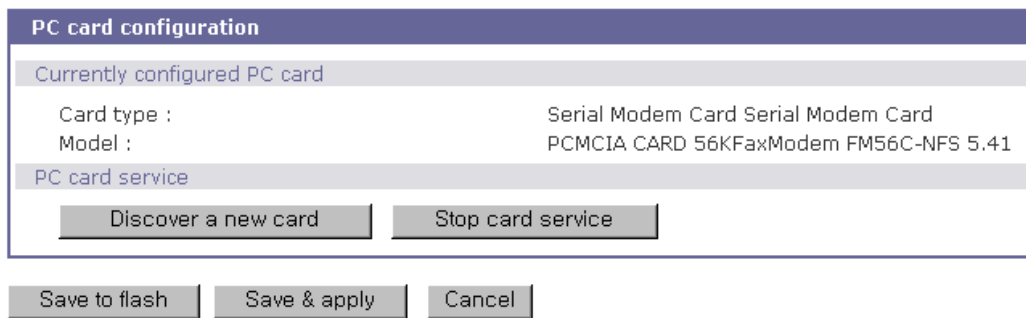 PC card configuration
Currently configured PC card
Card type : Serial Modem Card Serial Modem Card
Model : PCMCIA CARD 56KFaxModem FM56C-NFS 5.41
PC card service
Discover a new card Stop card service
Save to flash Save & apply Cancel